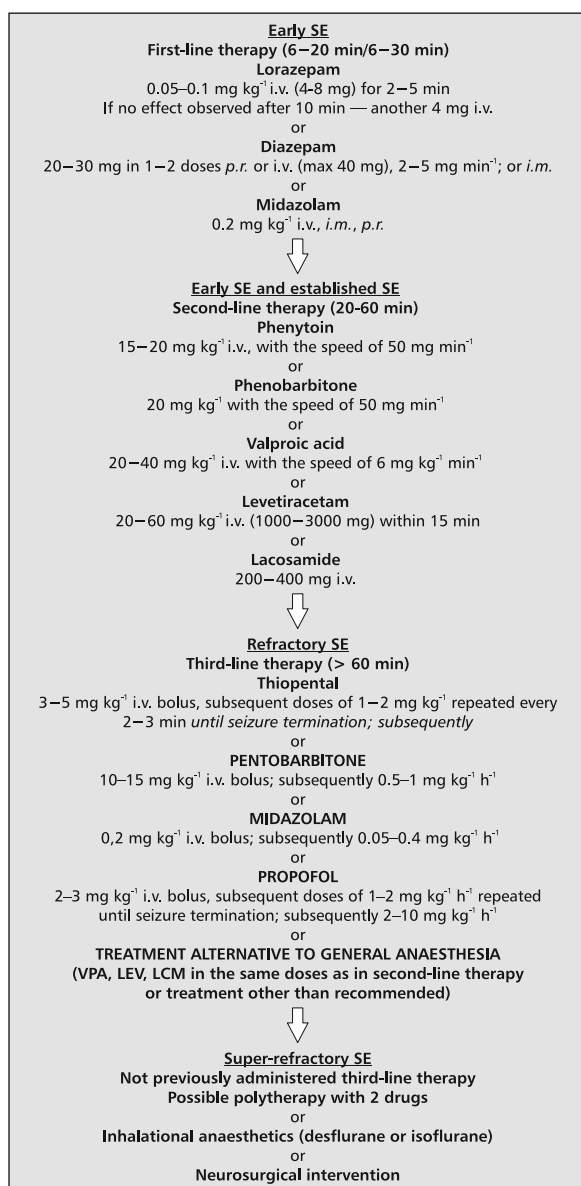 Early SE
First-line therapy (6–20 min/6–30 min)
Lorazepam
0.05–0.1 mg kg⁻¹ i.v. (4-8 mg) for 2–5 min
If no effect observed after 10 min — another 4 mg i.v.
or
Diazepam
20–30 mg in 1–2 doses p.r. or i.v. (max 40 mg), 2–5 mg min⁻¹; or i.m.
or
Midazolam
0.2 mg kg⁻¹ i.v., i.m., p.r.
Early SE and established SE
Second-line therapy (20-60 min)
Phenytoin
15–20 mg kg⁻¹ i.v., with the speed of 50 mg min⁻¹
or
Phenobarbitone
20 mg kg⁻¹ with the speed of 50 mg min⁻¹
or
Valproic acid
20–40 mg kg⁻¹ i.v. with the speed of 6 mg kg⁻¹ min⁻¹
or
Levetiracetam
20–60 mg kg⁻¹ i.v. (1000–3000 mg) within 15 min
or
Lacosamide
200–400 mg i.v.
Refractory SE
Third-line therapy (> 60 min)
Thiopental
3–5 mg kg⁻¹ i.v. bolus, subsequent doses of 1–2 mg kg⁻¹ repeated every
2–3 min until seizure termination; subsequently
or
PENTOBARBITONE
10–15 mg kg⁻¹ i.v. bolus; subsequently 0.5–1 mg kg⁻¹ h⁻¹
or
MIDAZOLAM
0,2 mg kg⁻¹ i.v. bolus; subsequently 0.05–0.4 mg kg⁻¹ h⁻¹
or
PROPOFOL
2–3 mg kg⁻¹ i.v. bolus, subsequent doses of 1–2 mg kg⁻¹ h⁻¹ repeated
until seizure termination; subsequently 2–10 mg kg⁻¹ h⁻¹
or
TREATMENT ALTERNATIVE TO GENERAL ANAESTHESIA
(VPA, LEV, LCM in the same doses as in second-line therapy
or treatment other than recommended)
Super-refractory SE
Not previously administered third-line therapy
Possible polytherapy with 2 drugs
or
Inhalational anaesthetics (desflurane or isoflurane)
or
Neurosurgical intervention